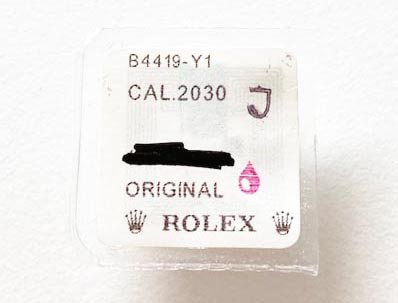 B4419-Y1
CAL.2030 J
ORIGINAL
ROLEX